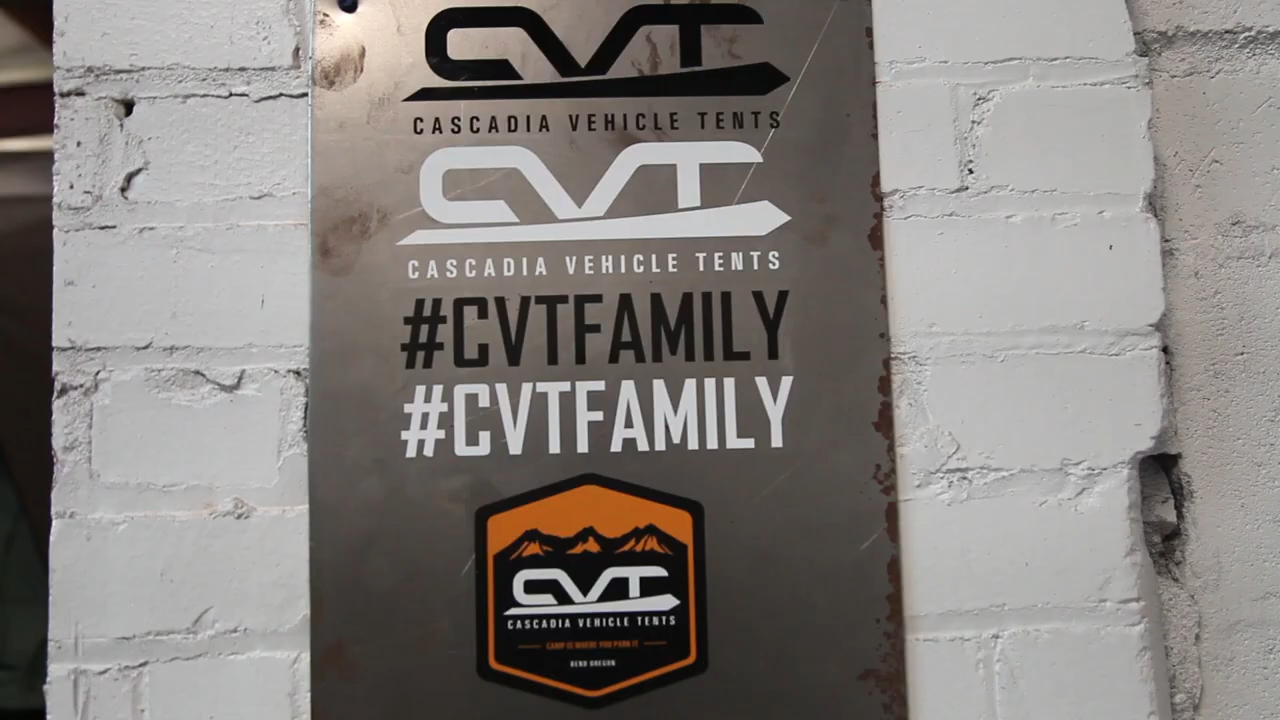 CVT
CASCADIA VEHICLE TENTS
CVT
CASCADIA VEHICLE TENTS
#CVTFAMILY
#CVTFAMILY
CVT
CASCADIA VEHICLE TENTS
CAMP IS WHERE YOU PARK IT
BEND OREGON